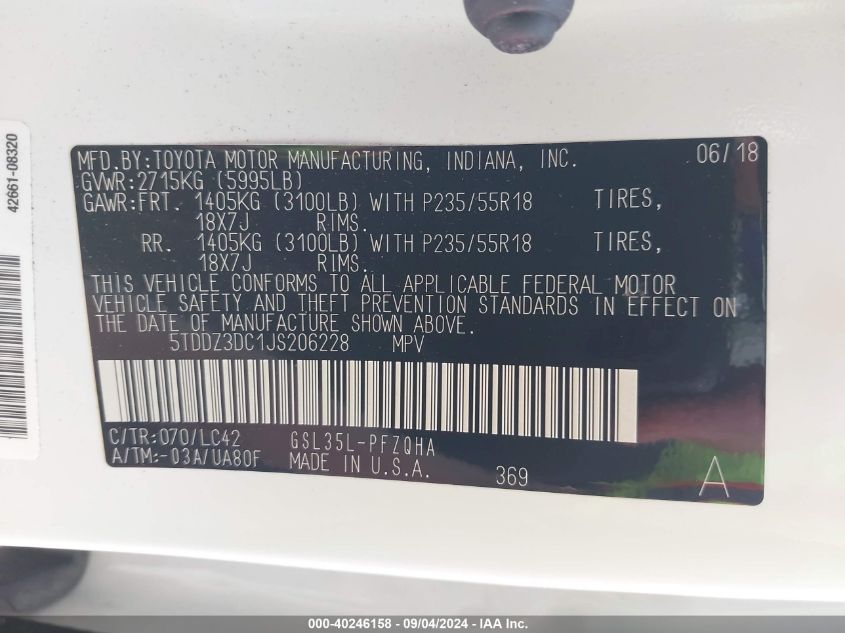 42661-08320
MFD.BY:TOYOTA MOTOR MANUFACTURING, INDIANA, INC. 06/18
GVWR:2715KG (5995LB)
GAWR:FRT. 1405KG (3100LB) WITH P235/55R18 TIRES,
18X7J RIMS.
RR. 1405KG (3100LB) WITH P235/55R18 TIRES,
18X7J RIMS.
THIS VEHICLE CONFORMS TO ALL APPLICABLE FEDERAL MOTOR
VEHICLE SAFETY AND THEFT PREVENTION STANDARDS IN EFFECT ON
THE DATE OF MANUFACTURE SHOWN ABOVE.
5TDDZ3DC1JS206228 MPV
C/TR:070/LC42 GSL35L-PFZQHA
A/TM:-03A/UA80F MADE IN U.S.A. 369 A
000-40246158 - 09/04/2024 - IAA Inc.